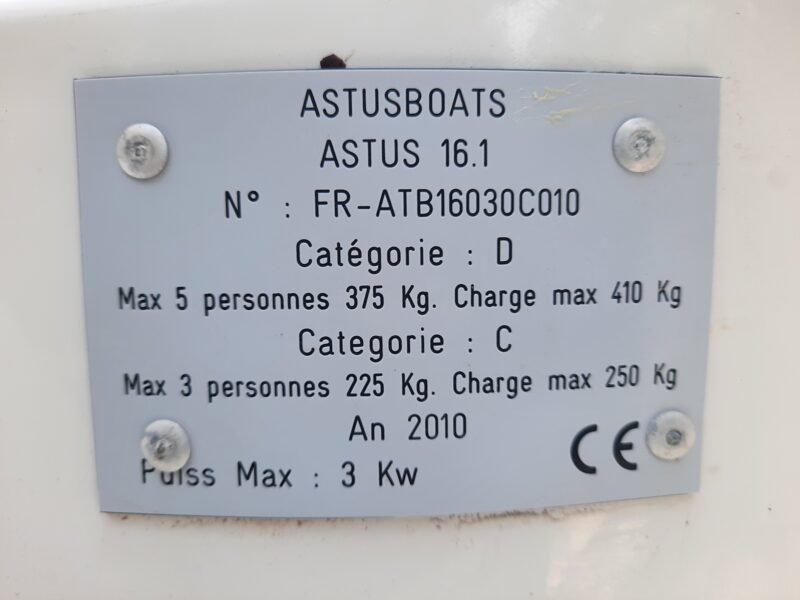 ASTUSBOATS
ASTUS 16.1
N° : FR-ATB16030C010
Catégorie : D
Max 5 personnes 375 Kg. Charge max 410 Kg
Categorie : C
Max 3 personnes 225 Kg. Charge max 250 Kg
An 2010
Puiss Max : 3 Kw
CE